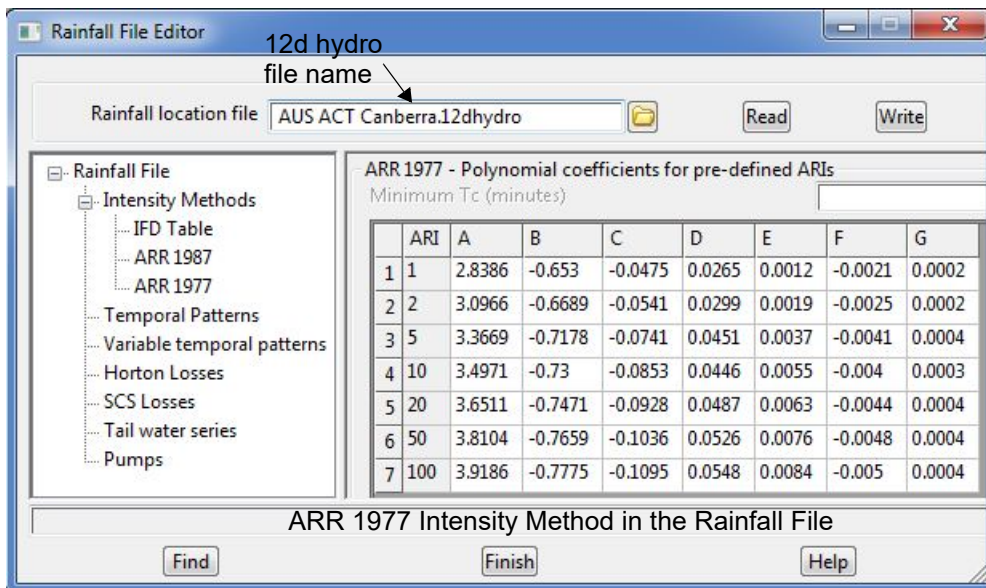 Rainfall File Editor
12d hydro
file name
Rainfall location file AUS ACT Canberra.12dhydro Read Write
Rainfall File
Intensity Methods
IFD Table
ARR 1987
ARR 1977
Temporal Patterns
Variable temporal patterns
Horton Losses
SCS Losses
Tail water series
Pumps
ARR 1977 - Polynomial coefficients for pre-defined ARIs
Minimum Tc (minutes)
ARI A B C D E F G
1 1 2.8386 -0.653 -0.0475 0.0265 0.0012 -0.0021 0.0002
2 2 3.0966 -0.6689 -0.0541 0.0299 0.0019 -0.0025 0.0002
3 5 3.3669 -0.7178 -0.0741 0.0451 0.0037 -0.0041 0.0004
4 10 3.4971 -0.73 -0.0853 0.0446 0.0055 -0.004 0.0003
5 20 3.6511 -0.7471 -0.0928 0.0487 0.0063 -0.0044 0.0004
6 50 3.8104 -0.7659 -0.1036 0.0526 0.0076 -0.0048 0.0004
7 100 3.9186 -0.7775 -0.1095 0.0548 0.0084 -0.005 0.0004
ARR 1977 Intensity Method in the Rainfall File
Find Finish Help